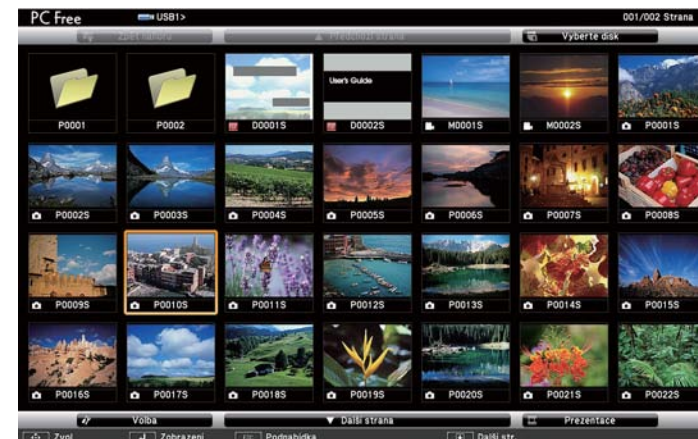 PC Free USB1> 001/002 Strana
Zpět nahoru Předchozí strana Vyberte disk
User's Guide
P0001 P0002 D0001S D0002S M0001S M0002S P0001S
P0002S P0003S P0004S P0005S P0006S P0007S P0008S
P0009S P0010S P0011S P0012S P0013S P0014S P0015S
P0016S P0017S P0018S P0019S P0020S P0021S P0022S
Volba Další strana Prezentace
Zvol Zobrazení Podnabídka Další str.